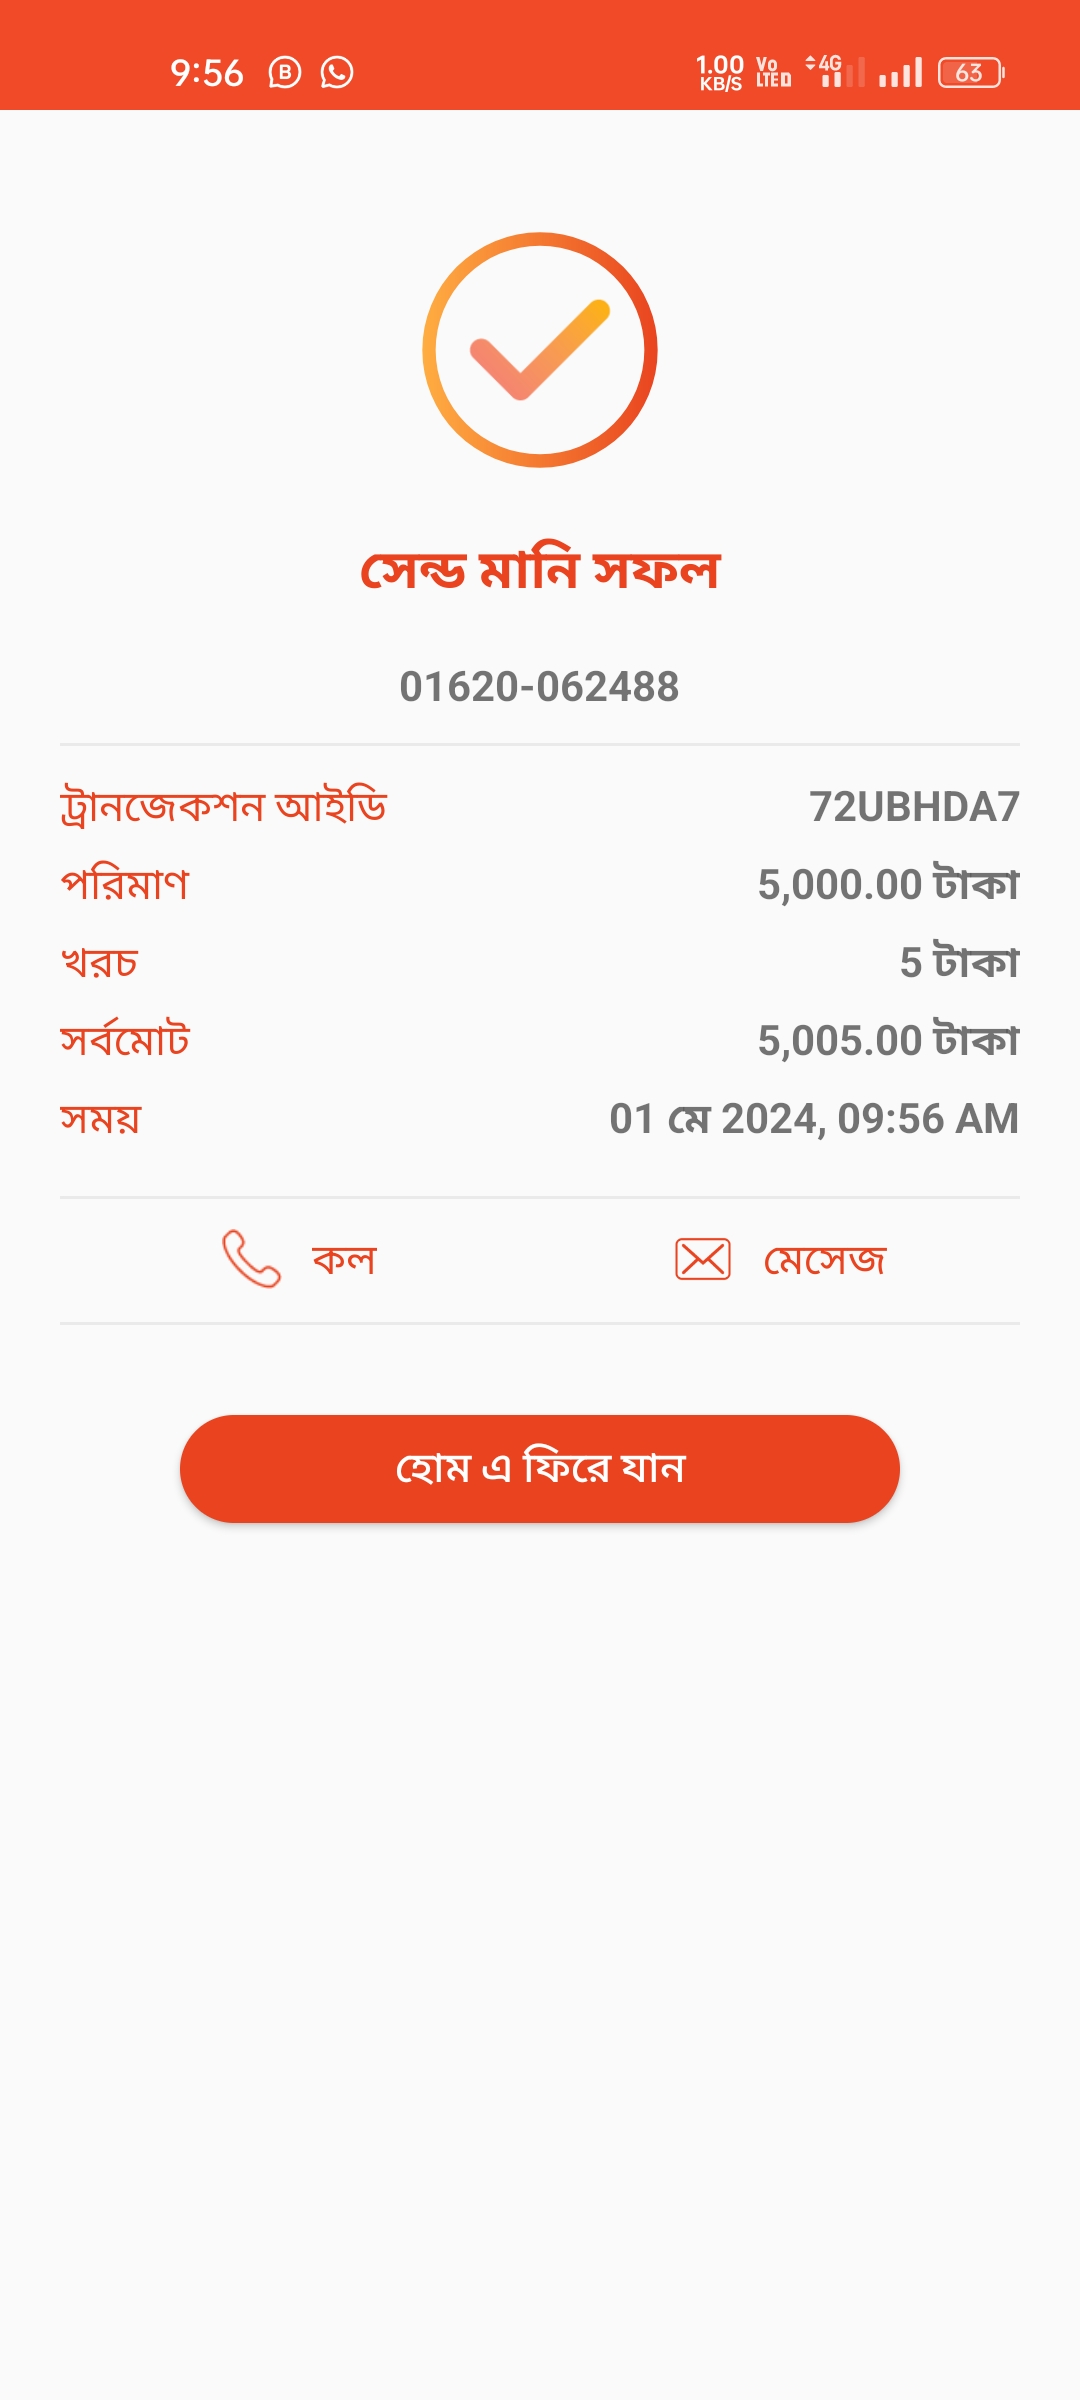 9:56 B 1.00 KB/S Vo LTE D 4G 63
সেন্ড মানি সফল
01620-062488
ট্রানজেকশন আইডি 72UBHDA7
পরিমাণ 5,000.00 টাকা
খরচ 5 টাকা
সর্বমোট 5,005.00 টাকা
সময় 01 মে 2024, 09:56 AM
কল মেসেজ
হোম এ ফিরে যান